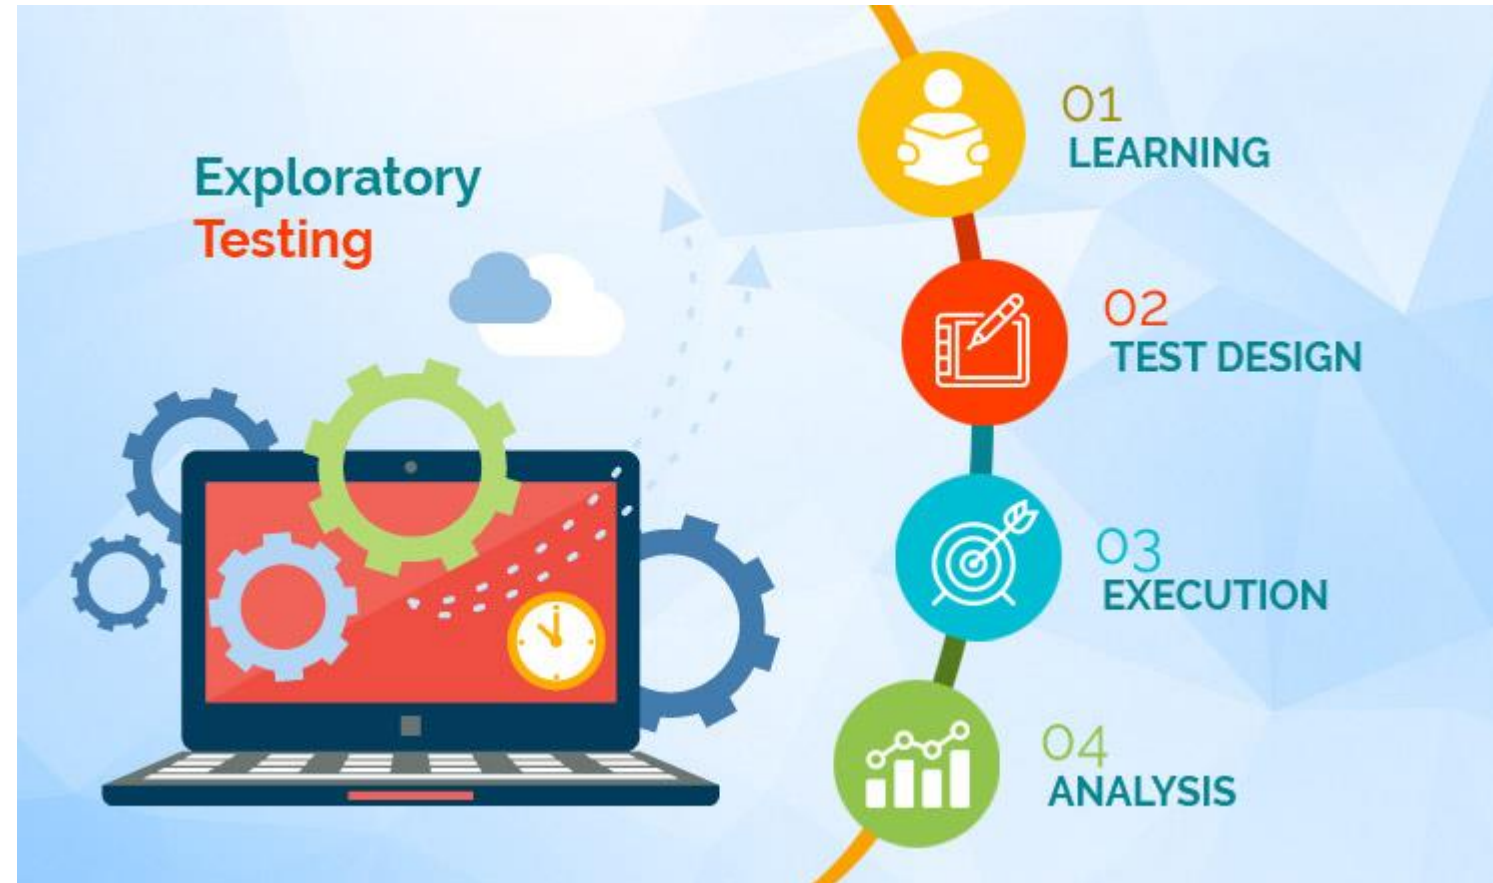 Exploratory
Testing
01
LEARNING
02
TEST DESIGN
03
EXECUTION
04
ANALYSIS